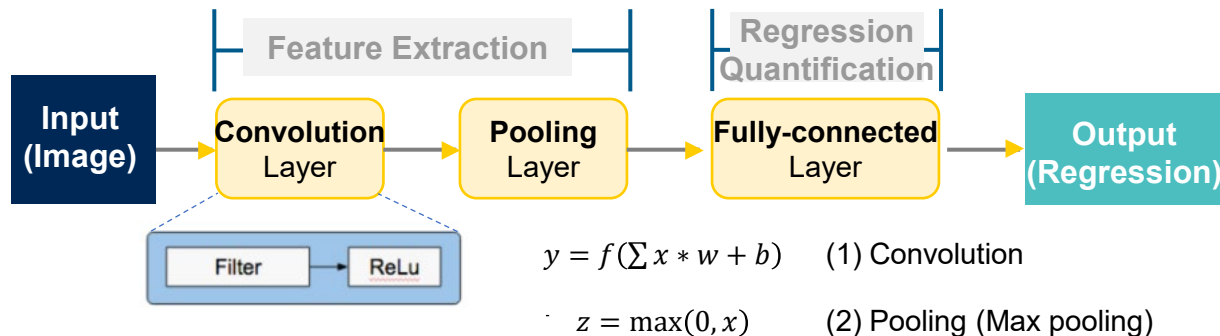 Feature Extraction
Regression
Quantification
Input
(Image)
Convolution
Layer
Pooling
Layer
Fully-connected
Layer
Output
(Regression)
Filter
ReLu
y = f(∑ x * w + b) (1) Convolution
z = max(0, x) (2) Pooling (Max pooling)